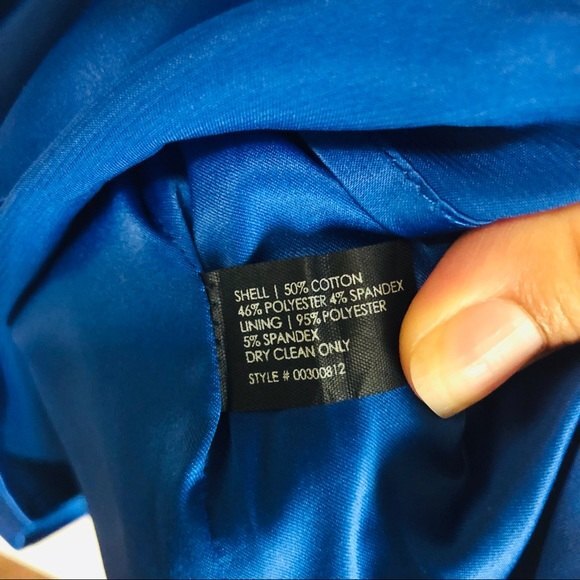 SHELL | 50% COTTON
46% POLYESTER 4% SPANDEX
LINING | 95% POLYESTER
5% SPANDEX
DRY CLEAN ONLY
STYLE # 00300812